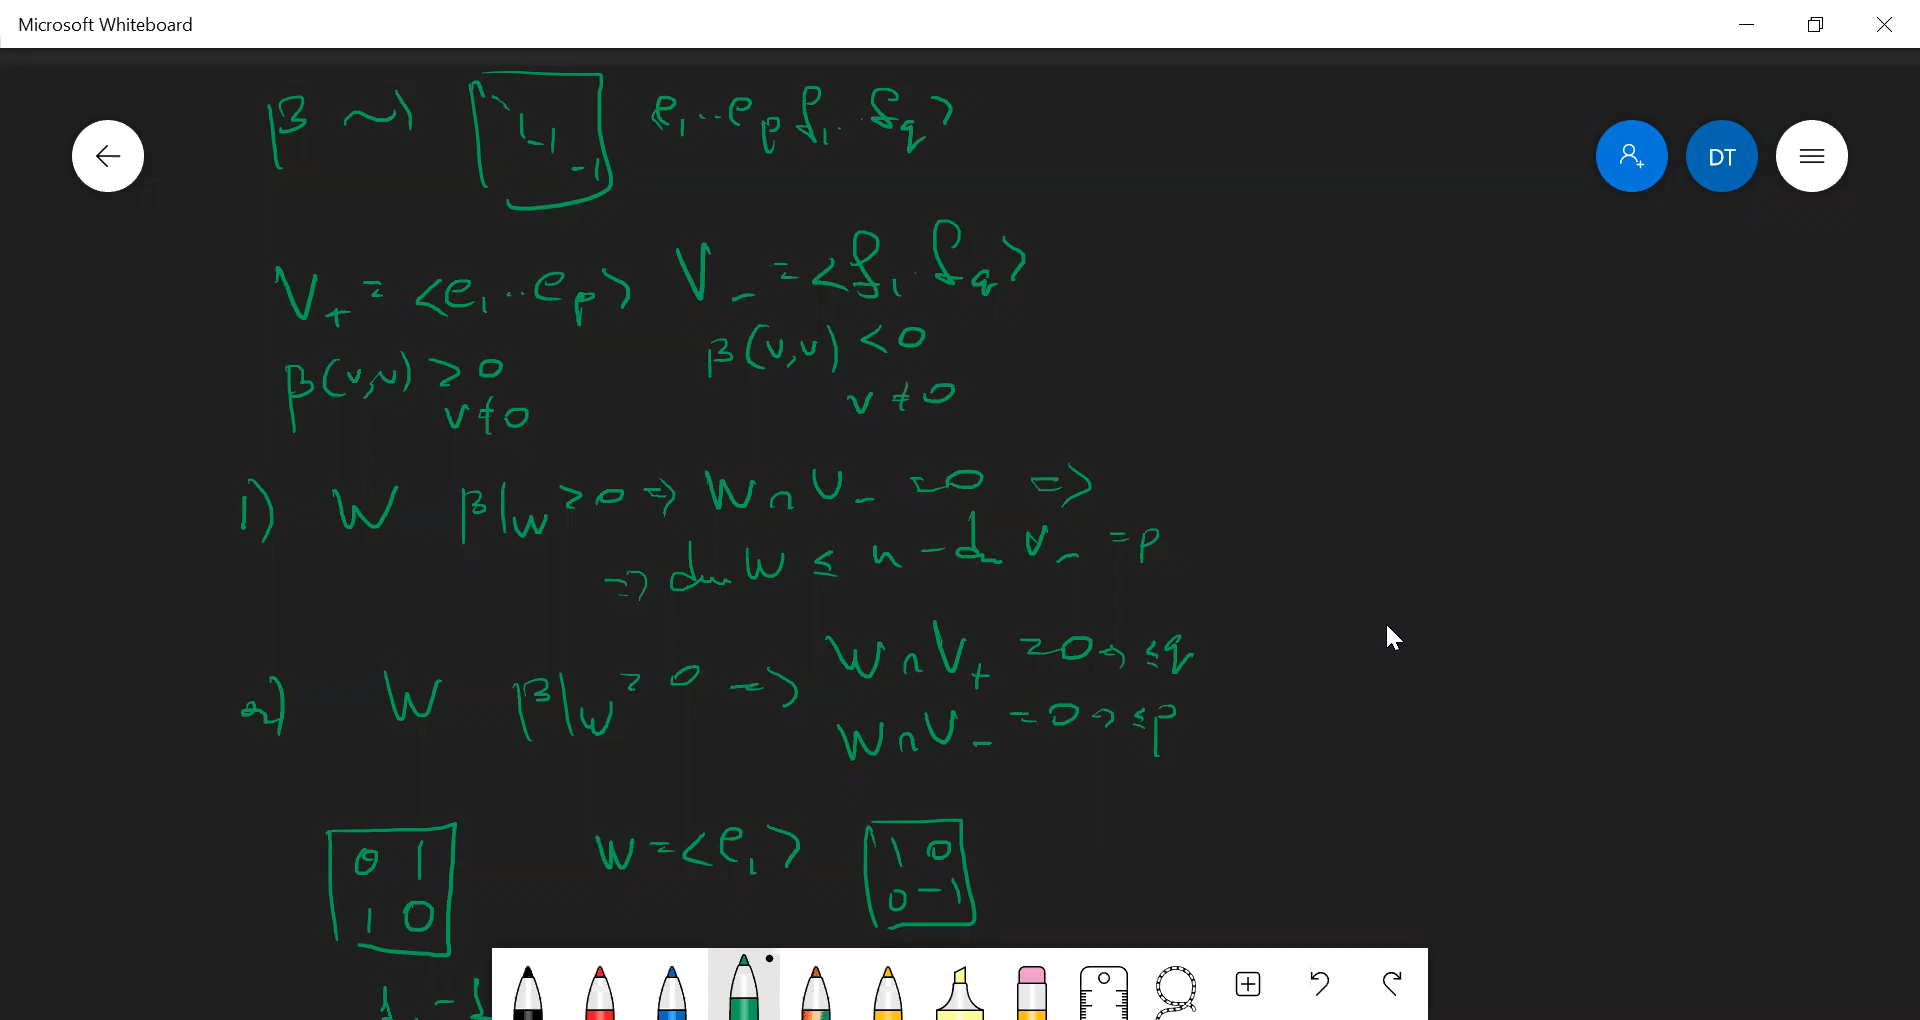 Microsoft Whiteboard
β ~> 1 -1 -1 e₁..e_p f₁..f_q >
DT
V₊ = <e₁..e_p> V₋ = <f₁. f_q>
β(v,v) > 0 β(v,v) < 0
v ≠ 0 v ≠ 0
1) W β|_W ≥ 0 => W ∩ V₋ = 0 =>
=> dim W ≤ n - dim V₋ = p
2) W β|_W = 0 => W ∩ V₊ = 0 => ≤ q
W ∩ V₋ = 0 => ≤ p
0 1 W = <e₁> 1 0
1 0 0 -1